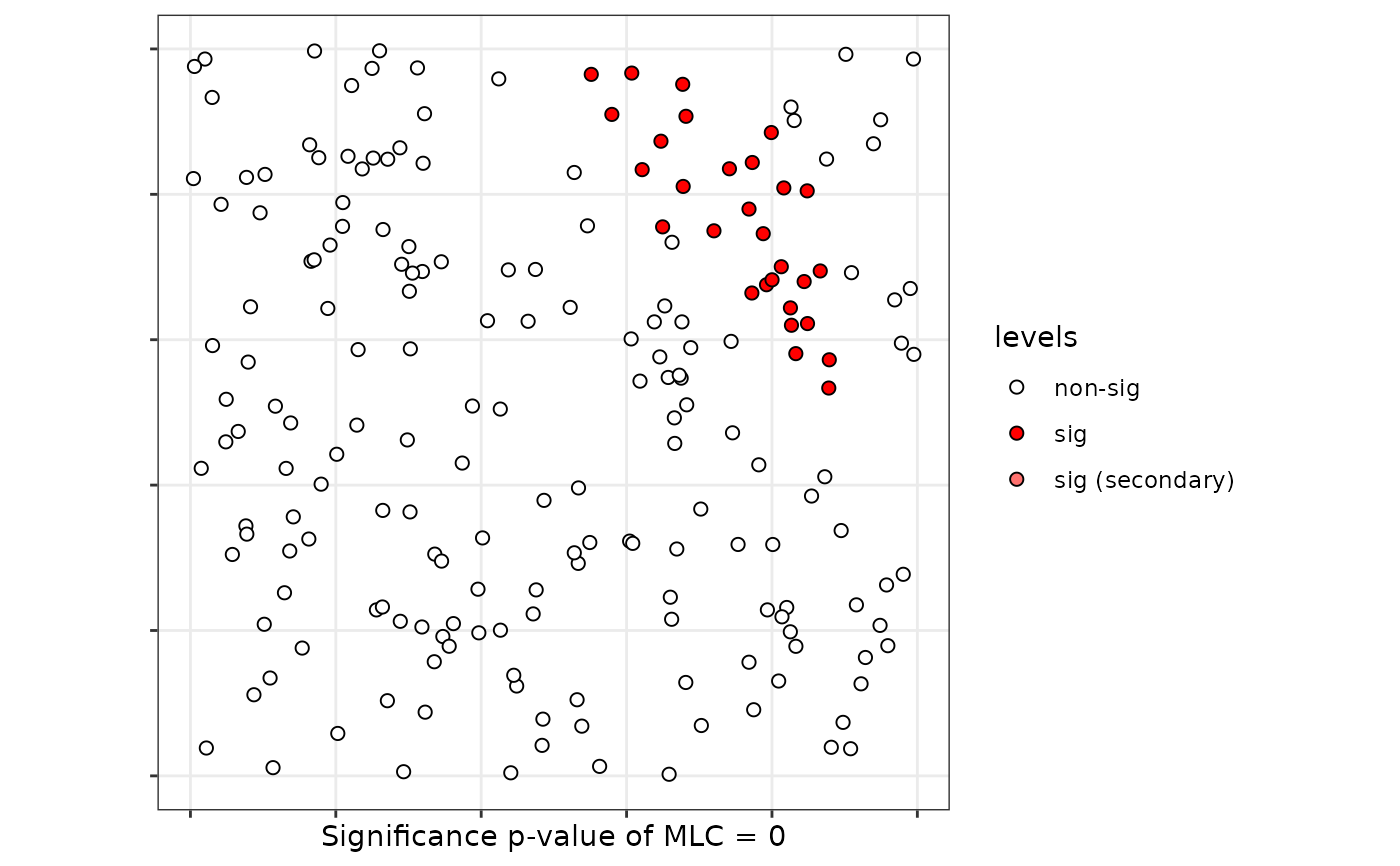 levels
non-sig
sig
sig (secondary)
Significance p-value of MLC = 0